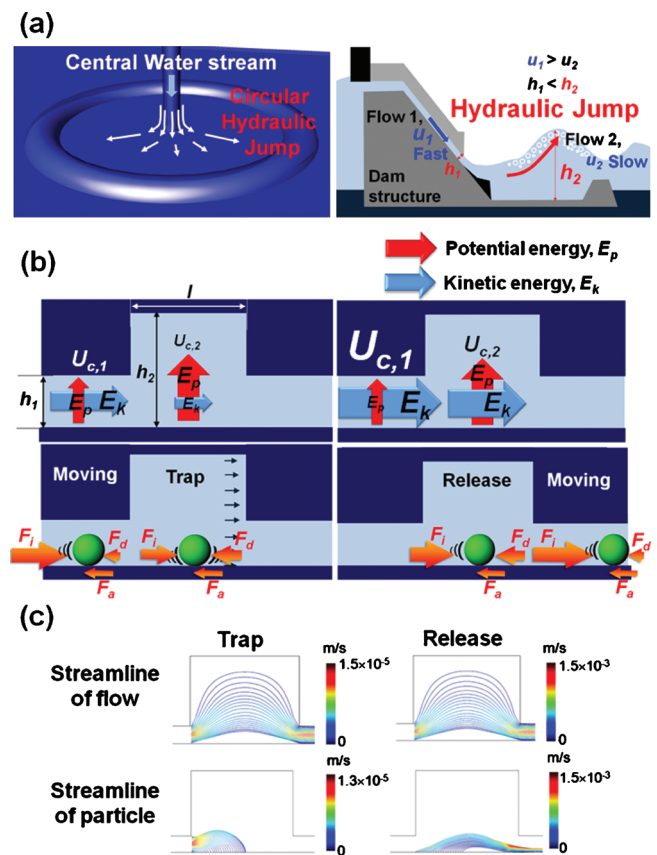 (a)
Central Water stream
Circular
Hydraulic
Jump
u1 > u2
h1 < h2
Hydraulic Jump
Flow 1,
u1
Fast
h1
Flow 2,
u2 Slow
h2
Dam
structure
(b)
Potential energy, Ep
Kinetic energy, Ek
l
Uc,1
h2
Uc,2
h1
Ep
Ek
Ep
Ek
Uc,1
Uc,2
Ep
Ek
Ep
Ek
Moving
Trap
Fi
Fd
Fa
Fi
Fd
Fa
Release
Moving
Fi
Fd
Fa
Fi
Fd
Fa
(c)
Trap
Release
Streamline
of flow
m/s
1.5×10⁻⁵
0
m/s
1.5×10⁻³
0
Streamline
of particle
m/s
1.3×10⁻⁵
0
m/s
1.5×10⁻³
0